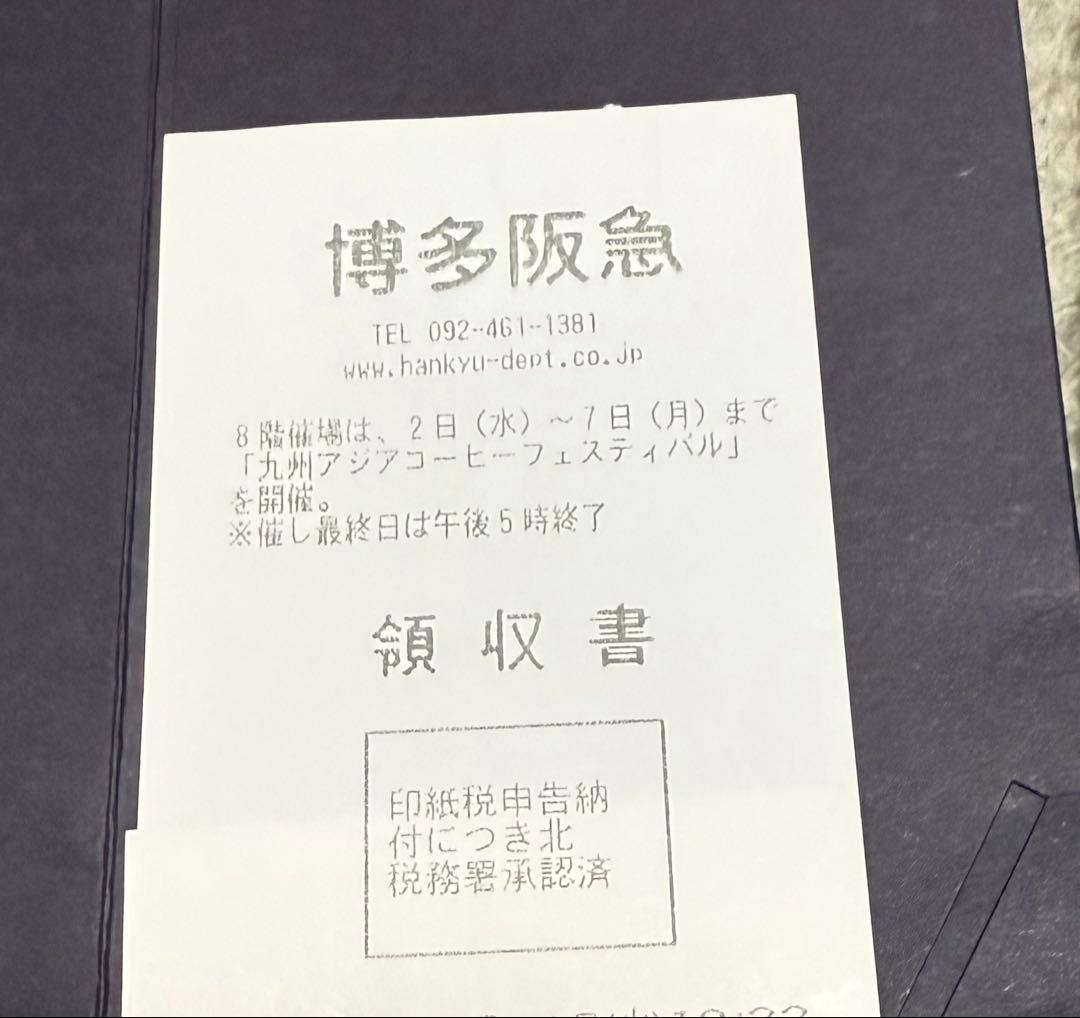 博多阪急
TEL 092-461-1381
www.hankyu-dept.co.jp
8階催場は、2日（水）～7日（月）まで
「九州アジアコーヒーフェスティバル」
を開催。
※催し最終日は午後5時終了
領収書
印紙税申告納
付につき北
税務署承認済